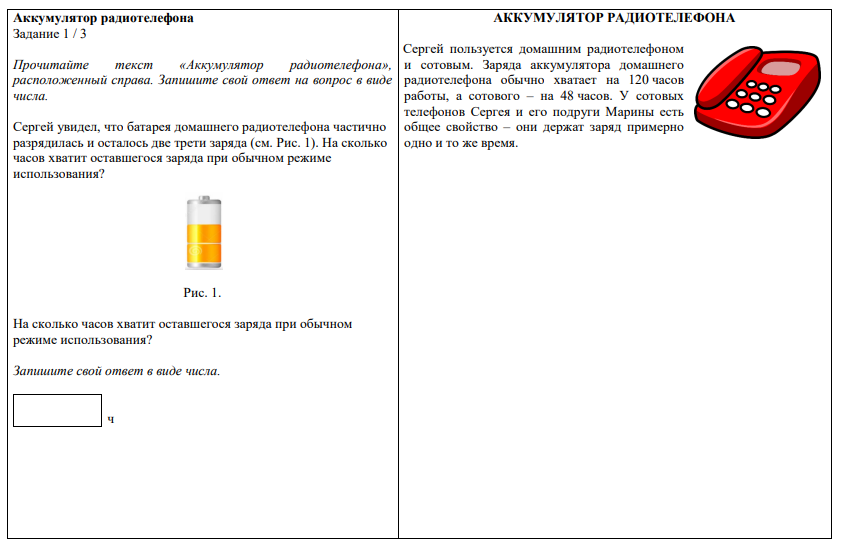 Аккумулятор радиотелефона
Задание 1 / 3
Прочитайте текст «Аккумулятор радиотелефона»,
расположенный справа. Запишите свой ответ на вопрос в виде
числа.
Сергей увидел, что батарея домашнего радиотелефона частично
разрядилась и осталось две трети заряда (см. Рис. 1). На сколько
часов хватит оставшегося заряда при обычном режиме
использования?
Рис. 1.
На сколько часов хватит оставшегося заряда при обычном
режиме использования?
Запишите свой ответ в виде числа.
ч
АККУМУЛЯТОР РАДИОТЕЛЕФОНА
Сергей пользуется домашним радиотелефоном
и сотовым. Заряда аккумулятора домашнего
радиотелефона обычно хватает на 120 часов
работы, а сотового – на 48 часов. У сотовых
телефонов Сергея и его подруги Марины есть
общее свойство – они держат заряд примерно
одно и то же время.